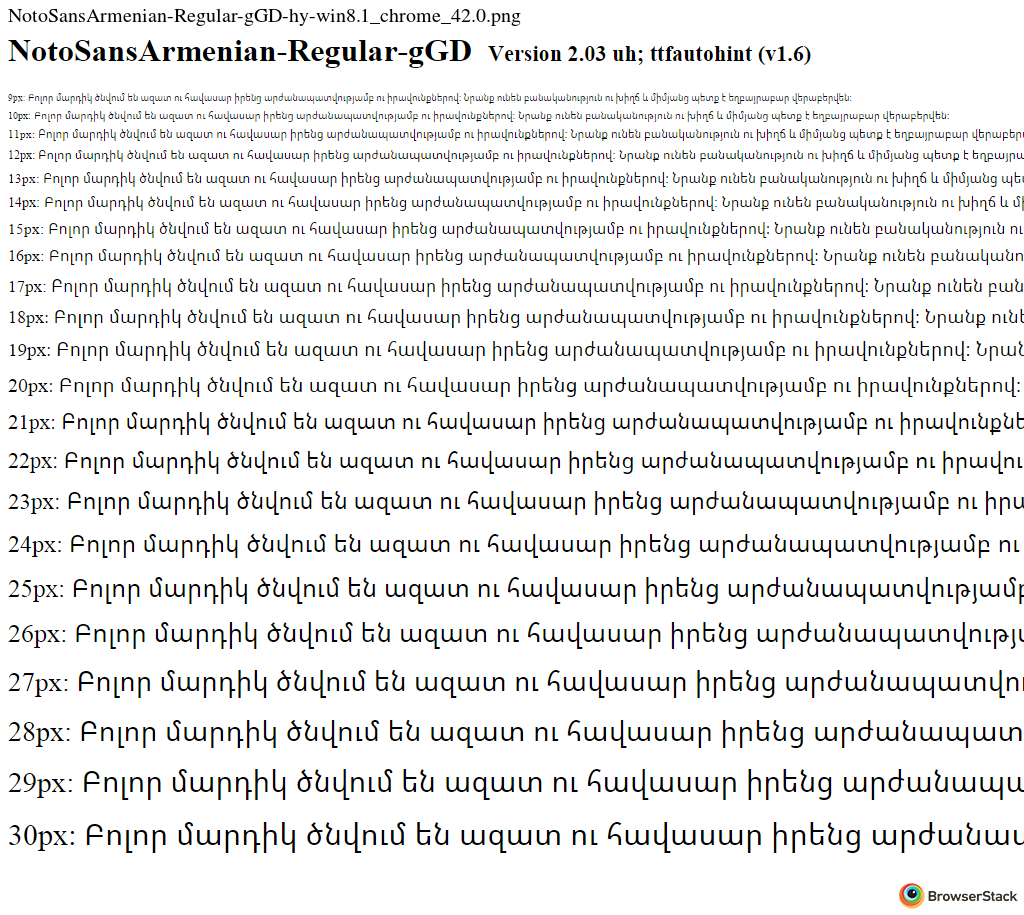 NotoSansArmenian-Regular-gGD-hy-win8.1_chrome_42.0.png
NotoSansArmenian-Regular-gGD Version 2.03 uh; ttfautohint (v1.6)
9px: Բոլոր մարդիկ ծնվում են ազատ ու հավասար իրենց արժանապատվությամբ ու իրավունքներով: Նրանք ունեն բանականություն ու խիղճ և միմյանց պետք է եղբայրաբար վերաբերվեն:
10px: Բոլոր մարդիկ ծնվում են ազատ ու հավասար իրենց արժանապատվությամբ ու իրավունքներով: Նրանք ունեն բանականություն ու խիղճ և միմյանց պետք է եղբայրաբար վերաբերվեն:
11px: Բոլոր մարդիկ ծնվում են ազատ ու հավասար իրենց արժանապատվությամբ ու իրավունքներով: Նրանք ունեն բանականություն ու խիղճ և միմյանց պետք է եղբայրաբար վերաբերվ
12px: Բոլոր մարդիկ ծնվում են ազատ ու հավասար իրենց արժանապատվությամբ ու իրավունքներով: Նրանք ունեն բանականություն ու խիղճ և միմյանց պետք է եղբայրա
13px: Բոլոր մարդիկ ծնվում են ազատ ու հավասար իրենց արժանապատվությամբ ու իրավունքներով: Նրանք ունեն բանականություն ու խիղճ և միմյանց պե
14px: Բոլոր մարդիկ ծնվում են ազատ ու հավասար իրենց արժանապատվությամբ ու իրավունքներով: Նրանք ունեն բանականություն ու խիղճ և մի
15px: Բոլոր մարդիկ ծնվում են ազատ ու հավասար իրենց արժանապատվությամբ ու իրավունքներով: Նրանք ունեն բանականություն ու
16px: Բոլոր մարդիկ ծնվում են ազատ ու հավասար իրենց արժանապատվությամբ ու իրավունքներով: Նրանք ունեն բանականո
17px: Բոլոր մարդիկ ծնվում են ազատ ու հավասար իրենց արժանապատվությամբ ու իրավունքներով: Նրանք ունեն բան
18px: Բոլոր մարդիկ ծնվում են ազատ ու հավասար իրենց արժանապատվությամբ ու իրավունքներով: Նրանք ունե
19px: Բոլոր մարդիկ ծնվում են ազատ ու հավասար իրենց արժանապատվությամբ ու իրավունքներով: Նրան
20px: Բոլոր մարդիկ ծնվում են ազատ ու հավասար իրենց արժանապատվությամբ ու իրավունքներով:
21px: Բոլոր մարդիկ ծնվում են ազատ ու հավասար իրենց արժանապատվությամբ ու իրավունքնե
22px: Բոլոր մարդիկ ծնվում են ազատ ու հավասար իրենց արժանապատվությամբ ու իրավու
23px: Բոլոր մարդիկ ծնվում են ազատ ու հավասար իրենց արժանապատվությամբ ու իրա
24px: Բոլոր մարդիկ ծնվում են ազատ ու հավասար իրենց արժանապատվությամբ ու
25px: Բոլոր մարդիկ ծնվում են ազատ ու հավասար իրենց արժանապատվությամբ
26px: Բոլոր մարդիկ ծնվում են ազատ ու հավասար իրենց արժանապատվությ
27px: Բոլոր մարդիկ ծնվում են ազատ ու հավասար իրենց արժանապատվու
28px: Բոլոր մարդիկ ծնվում են ազատ ու հավասար իրենց արժանապատ
29px: Բոլոր մարդիկ ծնվում են ազատ ու հավասար իրենց արժանապա
30px: Բոլոր մարդիկ ծնվում են ազատ ու հավասար իրենց արժանա
BrowserStack